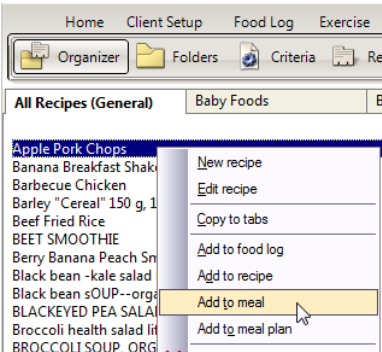 Home Client Setup Food Log Exercise
Organizer Folders Criteria Re
All Recipes (General) Baby Foods
Apple Pork Chops
Banana Breakfast Shak
Barbecue Chicken
Barley "Cereal" 150 g, 1
Beef Fried Rice
BEET SMOOTHIE
Berry Banana Peach Sm
Black bean -kale salad
Black bean sOUP--orga
BLACKEYED PEA SALA
Broccoli health salad lif
BROCCOLI SOUP, ORG
New recipe
Edit recipe
Copy to tabs
Add to food log
Add to recipe
Add to meal
Add to meal plan